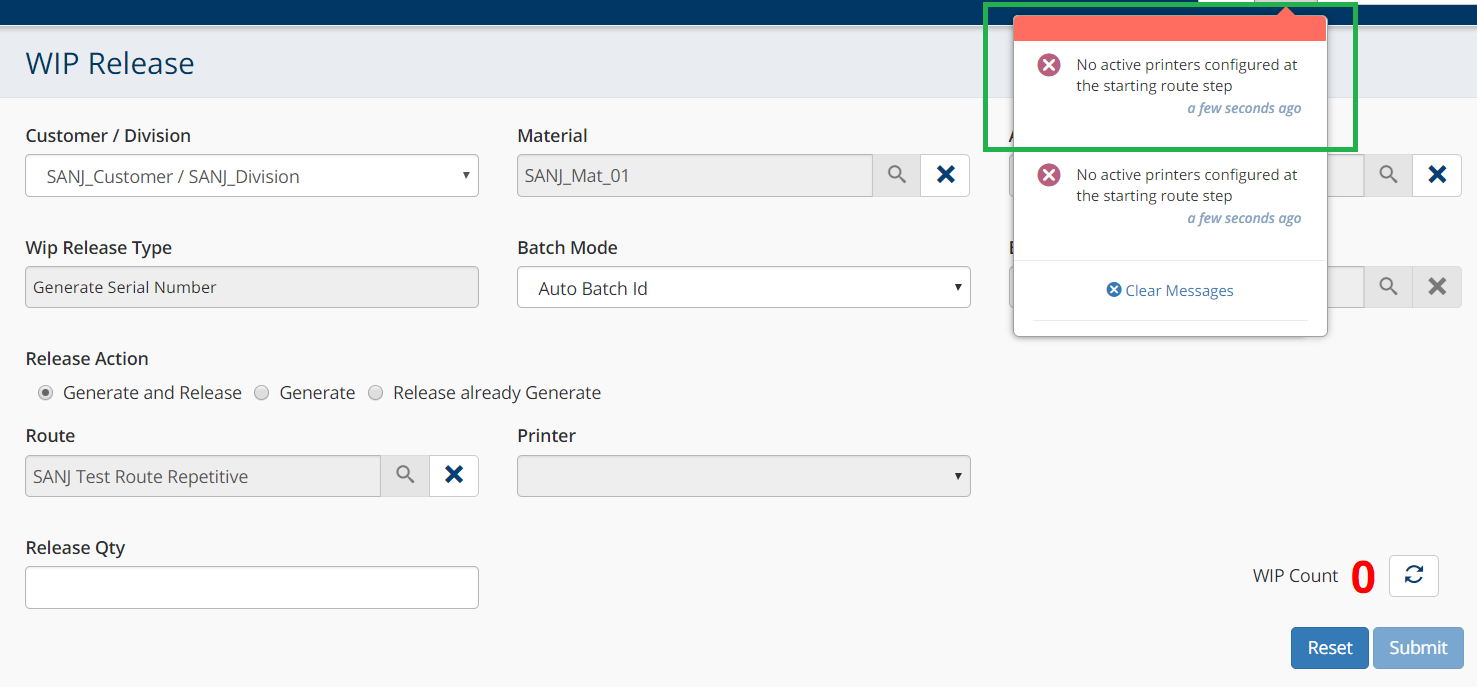 WIP Release
No active printers configured at
the starting route step
a few seconds ago
Customer / Division
Material
SANJ_Customer / SANJ_Division
SANJ_Mat_01
No active printers configured at
the starting route step
a few seconds ago
Wip Release Type
Batch Mode
Generate Serial Number
Auto Batch Id
Clear Messages
Release Action
Generate and Release
Generate
Release already Generate
Route
Printer
SANJ Test Route Repetitive
Release Qty
WIP Count 0
Reset
Submit